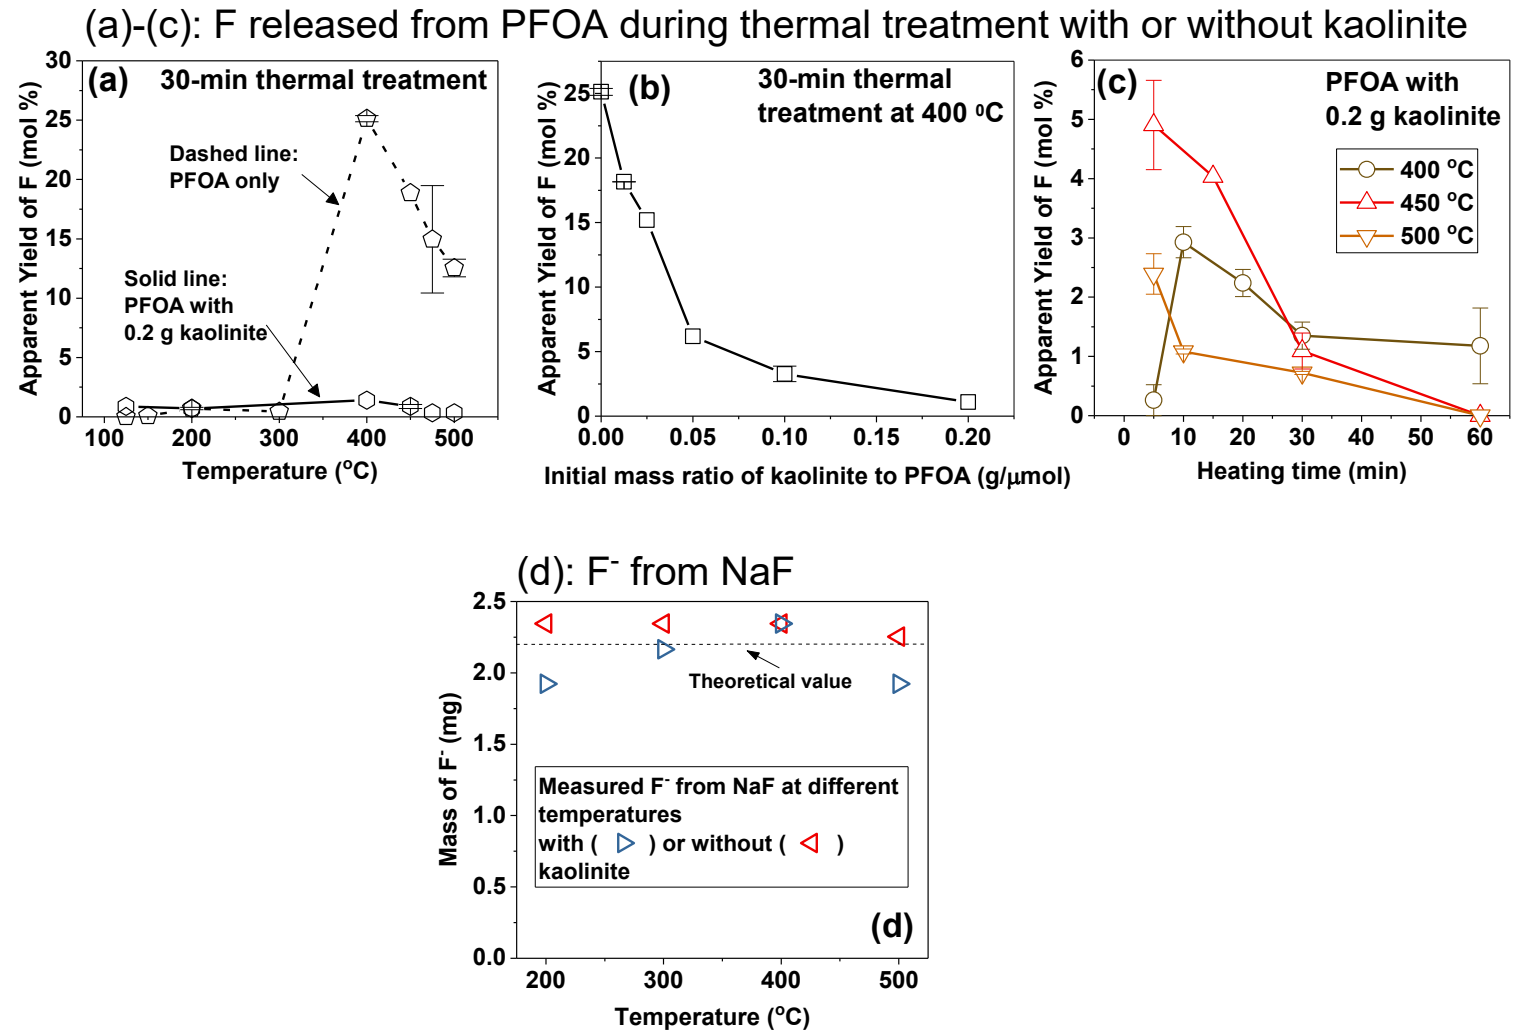 (a)-(c): F released from PFOA during thermal treatment with or without kaolinite
(a)
30-min thermal treatment
Dashed line:
PFOA only
Solid line:
PFOA with
0.2 g kaolinite
Apparent Yield of F (mol %)
30
25
20
15
10
5
0
100 200 300 400 500
Temperature (°C)
(b)
30-min thermal
treatment at 400 ⁰C
Apparent Yield of F (mol %)
25
20
15
10
5
0
0.00 0.05 0.10 0.15 0.20
Initial mass ratio of kaolinite to PFOA (g/μmol)
(c)
PFOA with
0.2 g kaolinite
400 °C
450 °C
500 °C
Apparent Yield of F (mol %)
6
5
4
3
2
1
0
0 10 20 30 40 50 60
Heating time (min)
(d): F⁻ from NaF
Mass of F⁻ (mg)
2.5
2.0
1.5
1.0
0.5
0.0
Theoretical value
Measured F⁻ from NaF at different
temperatures
with ( ▷ ) or without ( ◁ )
kaolinite
(d)
200 300 400 500
Temperature (°C)